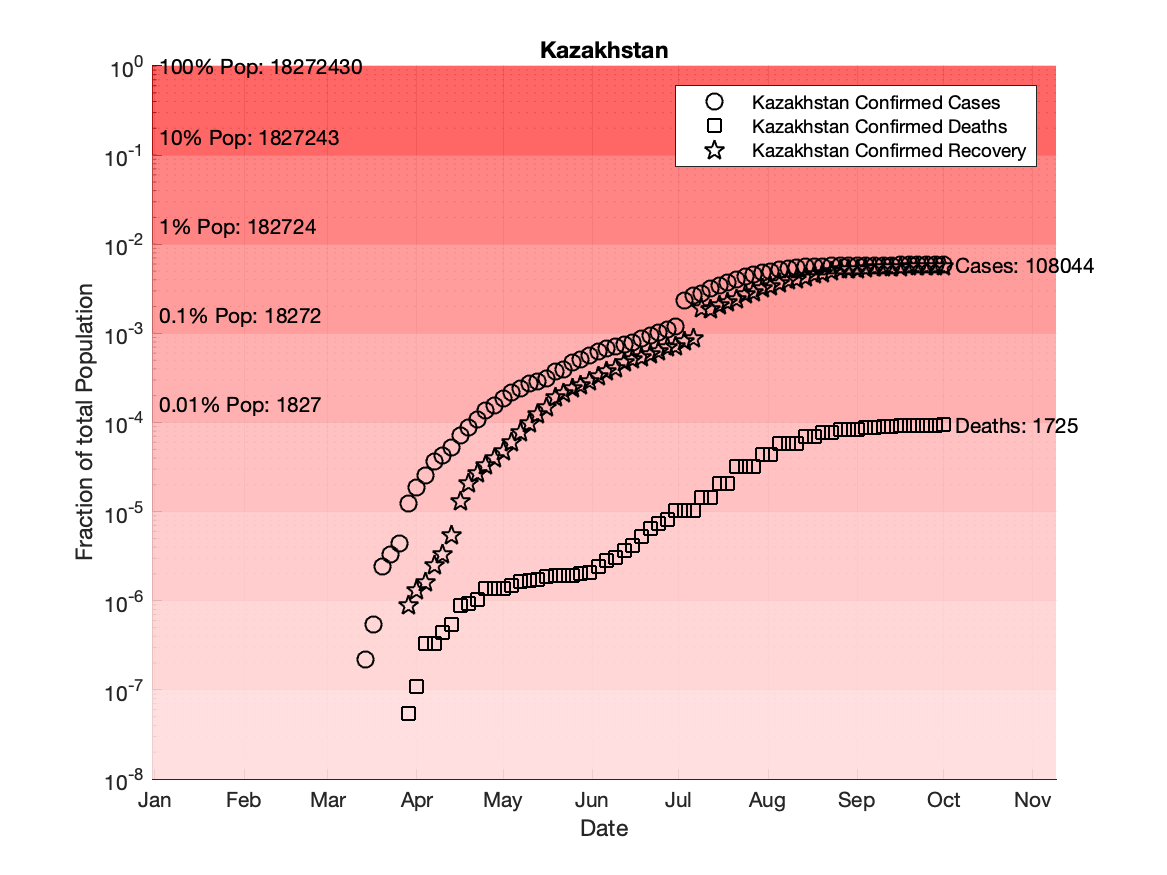 Kazakhstan
10^0
100% Pop: 18272430
Kazakhstan Confirmed Cases
Kazakhstan Confirmed Deaths
Kazakhstan Confirmed Recovery
10% Pop: 1827243
10^-1
1% Pop: 182724
10^-2
Cases: 108044
0.1% Pop: 18272
10^-3
0.01% Pop: 1827
10^-4
Deaths: 1725
10^-5
10^-6
10^-7
10^-8
Fraction of total Population
Jan Feb Mar Apr May Jun Jul Aug Sep Oct Nov
Date